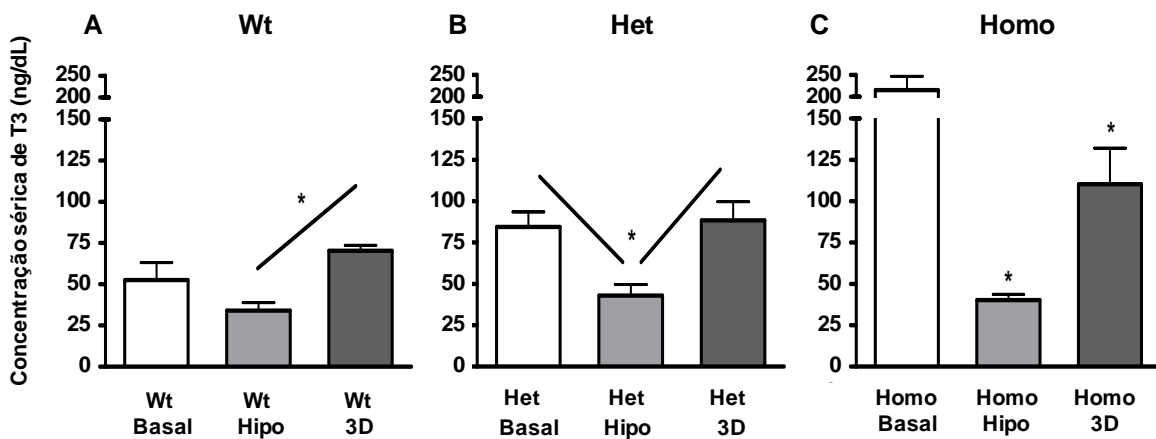 A Wt
B Het
C Homo
Concentração sérica de T3 (ng/dL)
250
200
150
125
100
75
50
25
0
*
Wt Basal
Wt Hipo
Wt 3D
250
200
150
125
100
75
50
25
0
*
Het Basal
Het Hipo
Het 3D
250
200
150
125
100
75
50
25
0
*
*
Homo Basal
Homo Hipo
Homo 3D